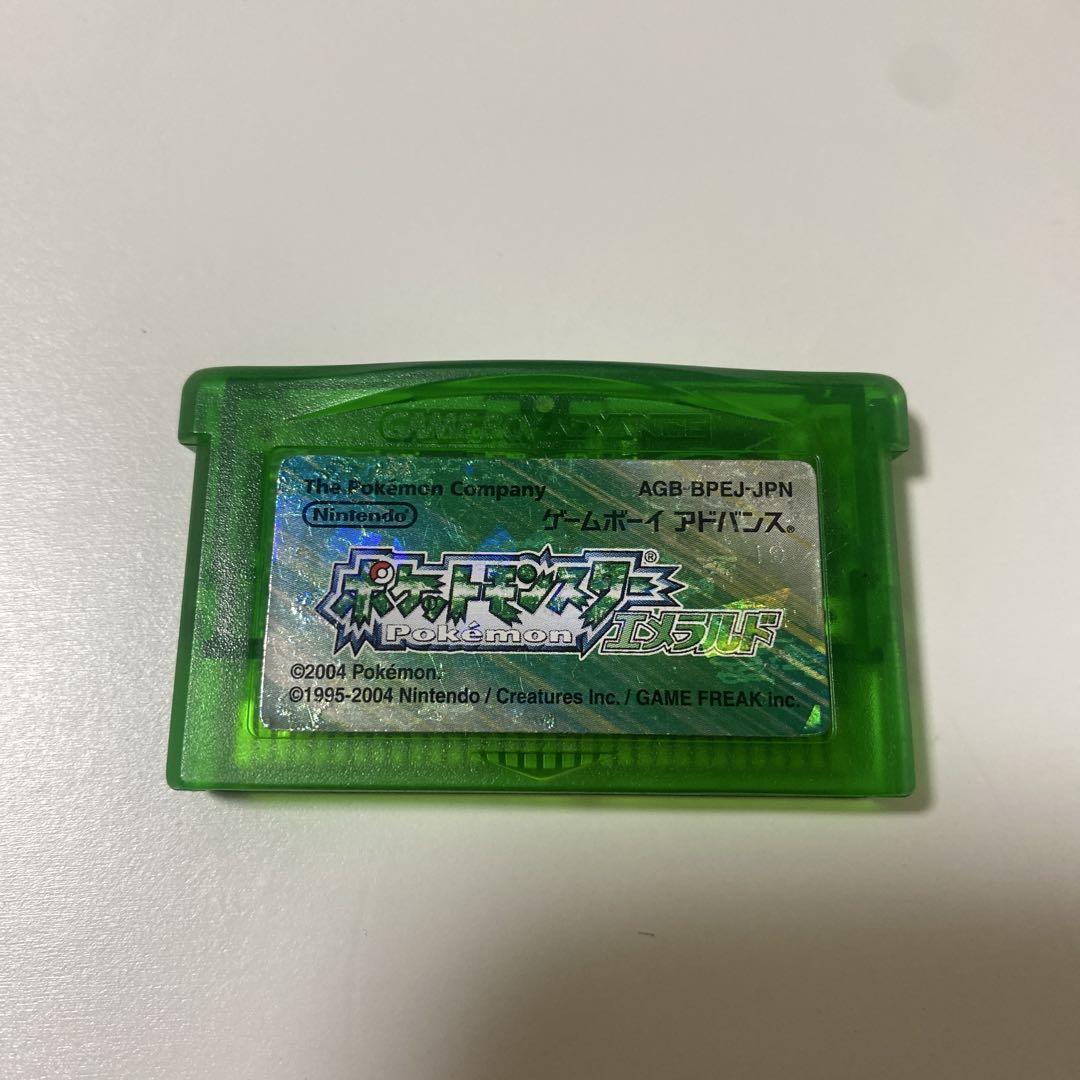 GAME BOY ADVANCE
The Pokémon Company AGB-BPEJ-JPN
Nintendo ゲームボーイ アドバンス®
18
ポケットモンスター®
Pokémon エメラルド
©2004 Pokémon.
©1995-2004 Nintendo / Creatures Inc. / GAME FREAK inc.